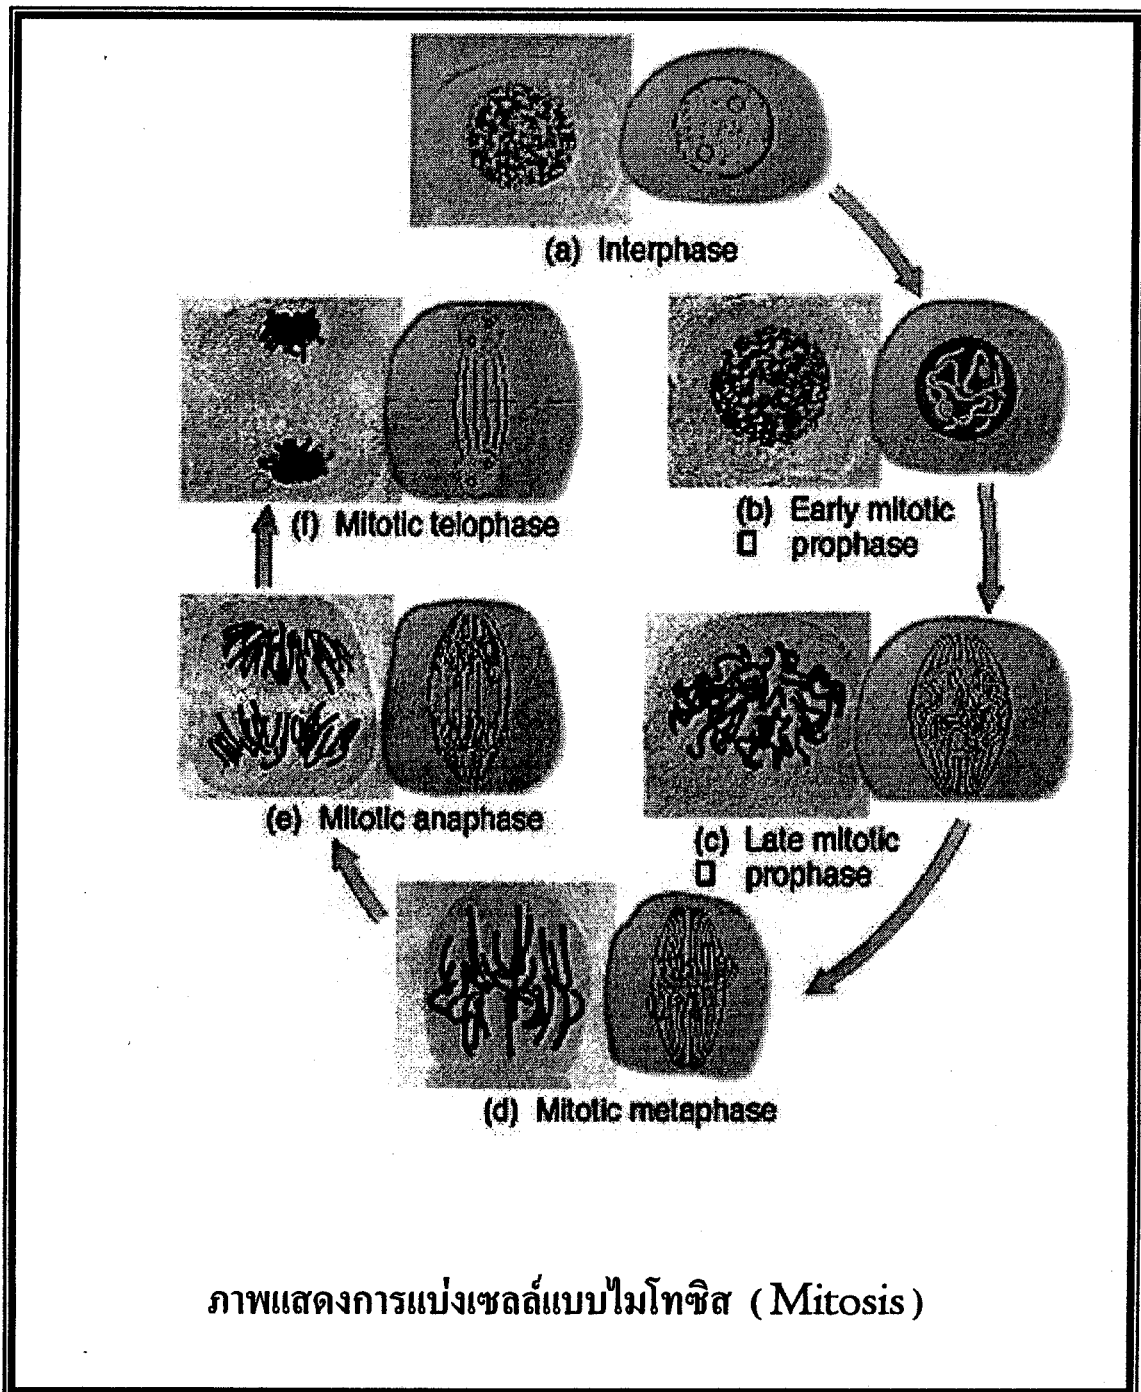 (a) Interphase
(b) Early mitotic
prophase
(c) Late mitotic
prophase
(d) Mitotic metaphase
(e) Mitotic anaphase
(f) Mitotic telophase
ภาพแสดงการแบ่งเซลล์แบบไมโทซิส (Mitosis)